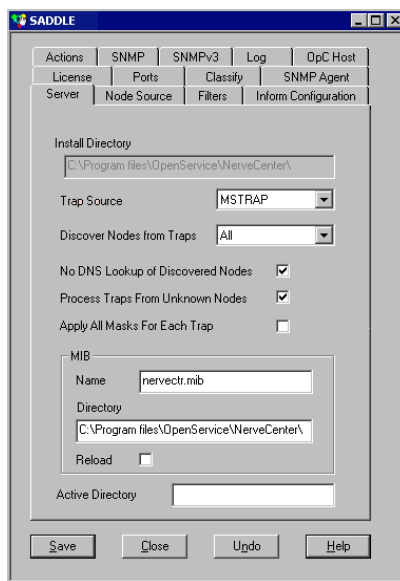 SADDLE
Actions SNMP SNMPv3 Log OpC Host
License Ports Classify SNMP Agent
Server Node Source Filters Inform Configuration
Install Directory
C:\Program files\OpenService\NerveCenter\
Trap Source MSTRAP
Discover Nodes from Traps All
No DNS Lookup of Discovered Nodes
Process Traps From Unknown Nodes
Apply All Masks For Each Trap
MIB
Name nervectr.mib
Directory
C:\Program files\OpenService\NerveCenter\
Reload
Active Directory
Save Close Undo Help